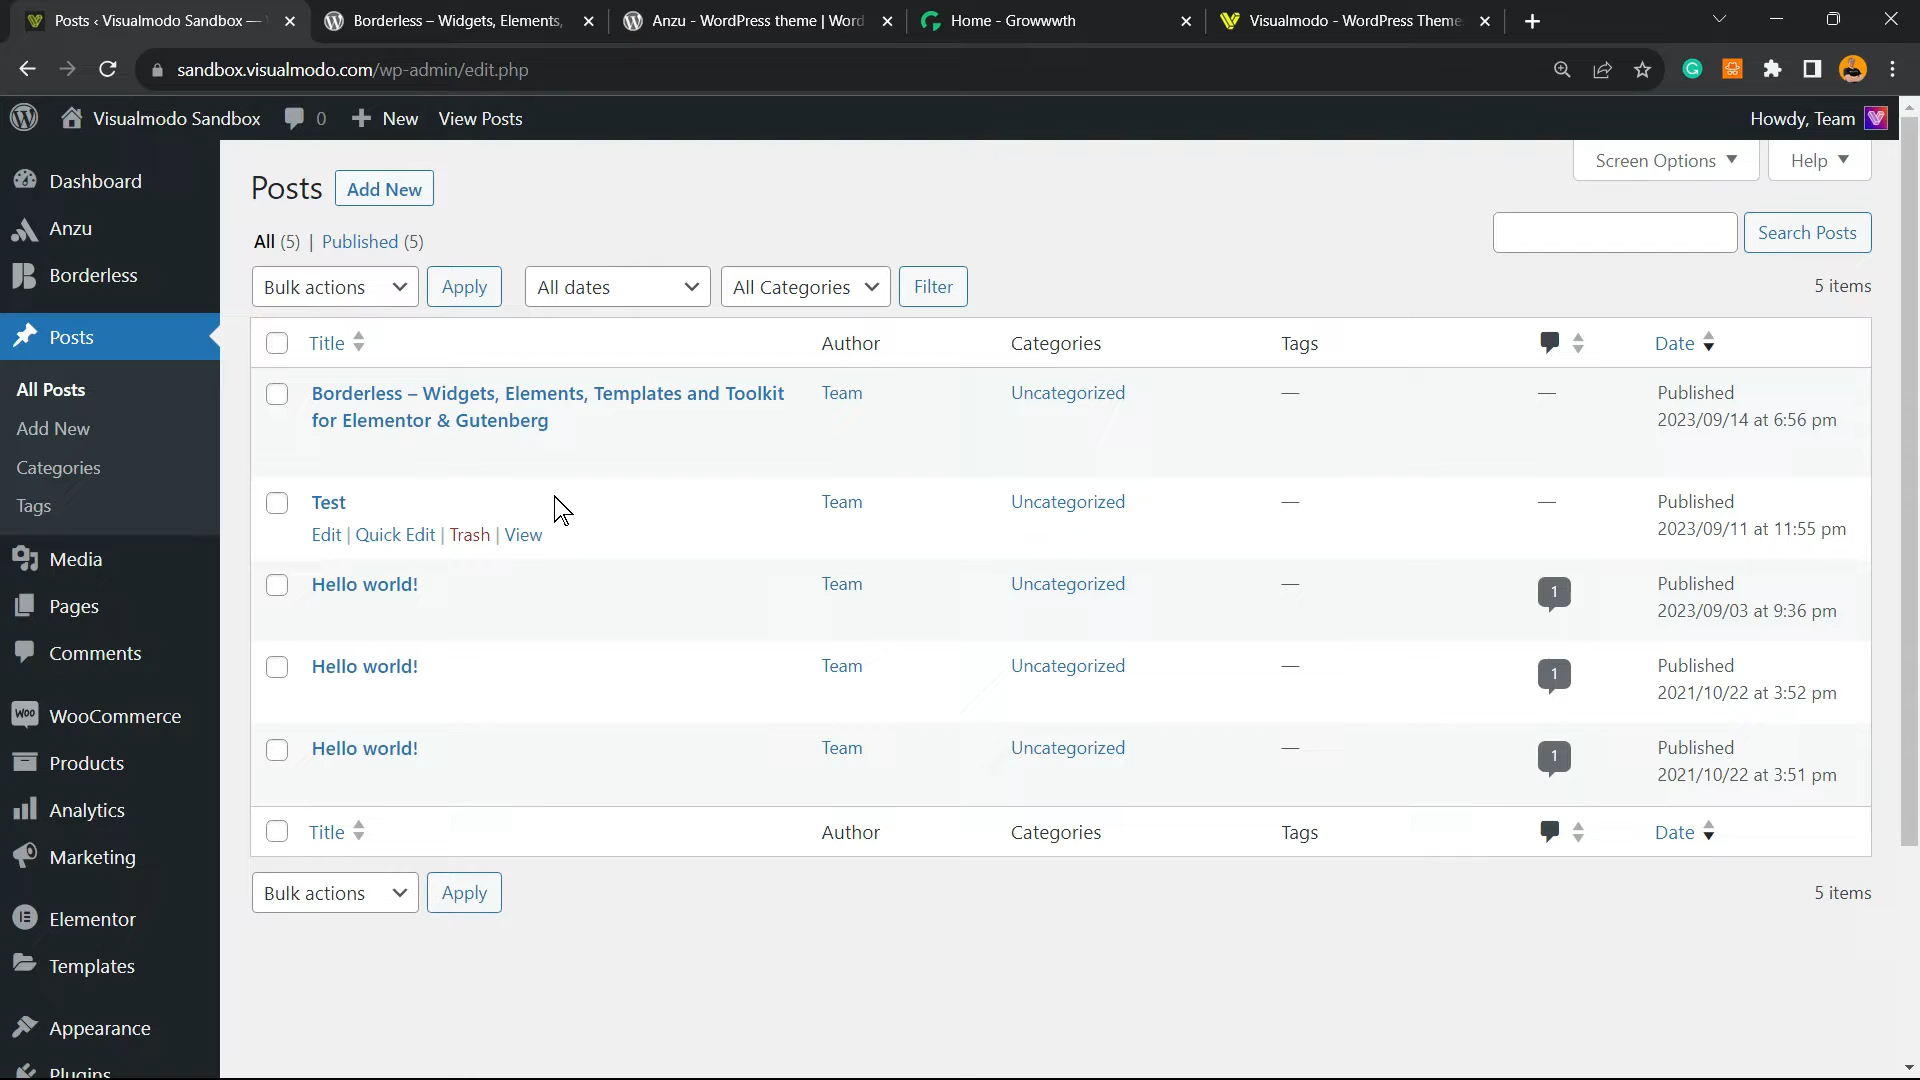 Posts ‹ Visualmodo Sandbox —
Borderless – Widgets, Elements,
Anzu - WordPress theme | Word
Home - Growwwth
Visualmodo - WordPress Theme
sandbox.visualmodo.com/wp-admin/edit.php
Visualmodo Sandbox
0
New
View Posts
Howdy, Team
Dashboard
Anzu
Borderless
Posts
All Posts
Add New
Categories
Tags
Media
Pages
Comments
WooCommerce
Products
Analytics
Marketing
Elementor
Templates
Appearance
Plugins
Screen Options
Help
Posts
Add New
All (5) | Published (5)
Search Posts
Bulk actions
Apply
All dates
All Categories
Filter
5 items
Title
Author
Categories
Tags
Date
Borderless – Widgets, Elements, Templates and Toolkit
for Elementor & Gutenberg
Team
Uncategorized
—
—
Published
2023/09/14 at 6:56 pm
Test
Edit | Quick Edit | Trash | View
Team
Uncategorized
—
—
Published
2023/09/11 at 11:55 pm
Hello world!
Team
Uncategorized
—
1
Published
2023/09/03 at 9:36 pm
Hello world!
Team
Uncategorized
—
1
Published
2021/10/22 at 3:52 pm
Hello world!
Team
Uncategorized
—
1
Published
2021/10/22 at 3:51 pm
Title
Author
Categories
Tags
Date
Bulk actions
Apply
5 items